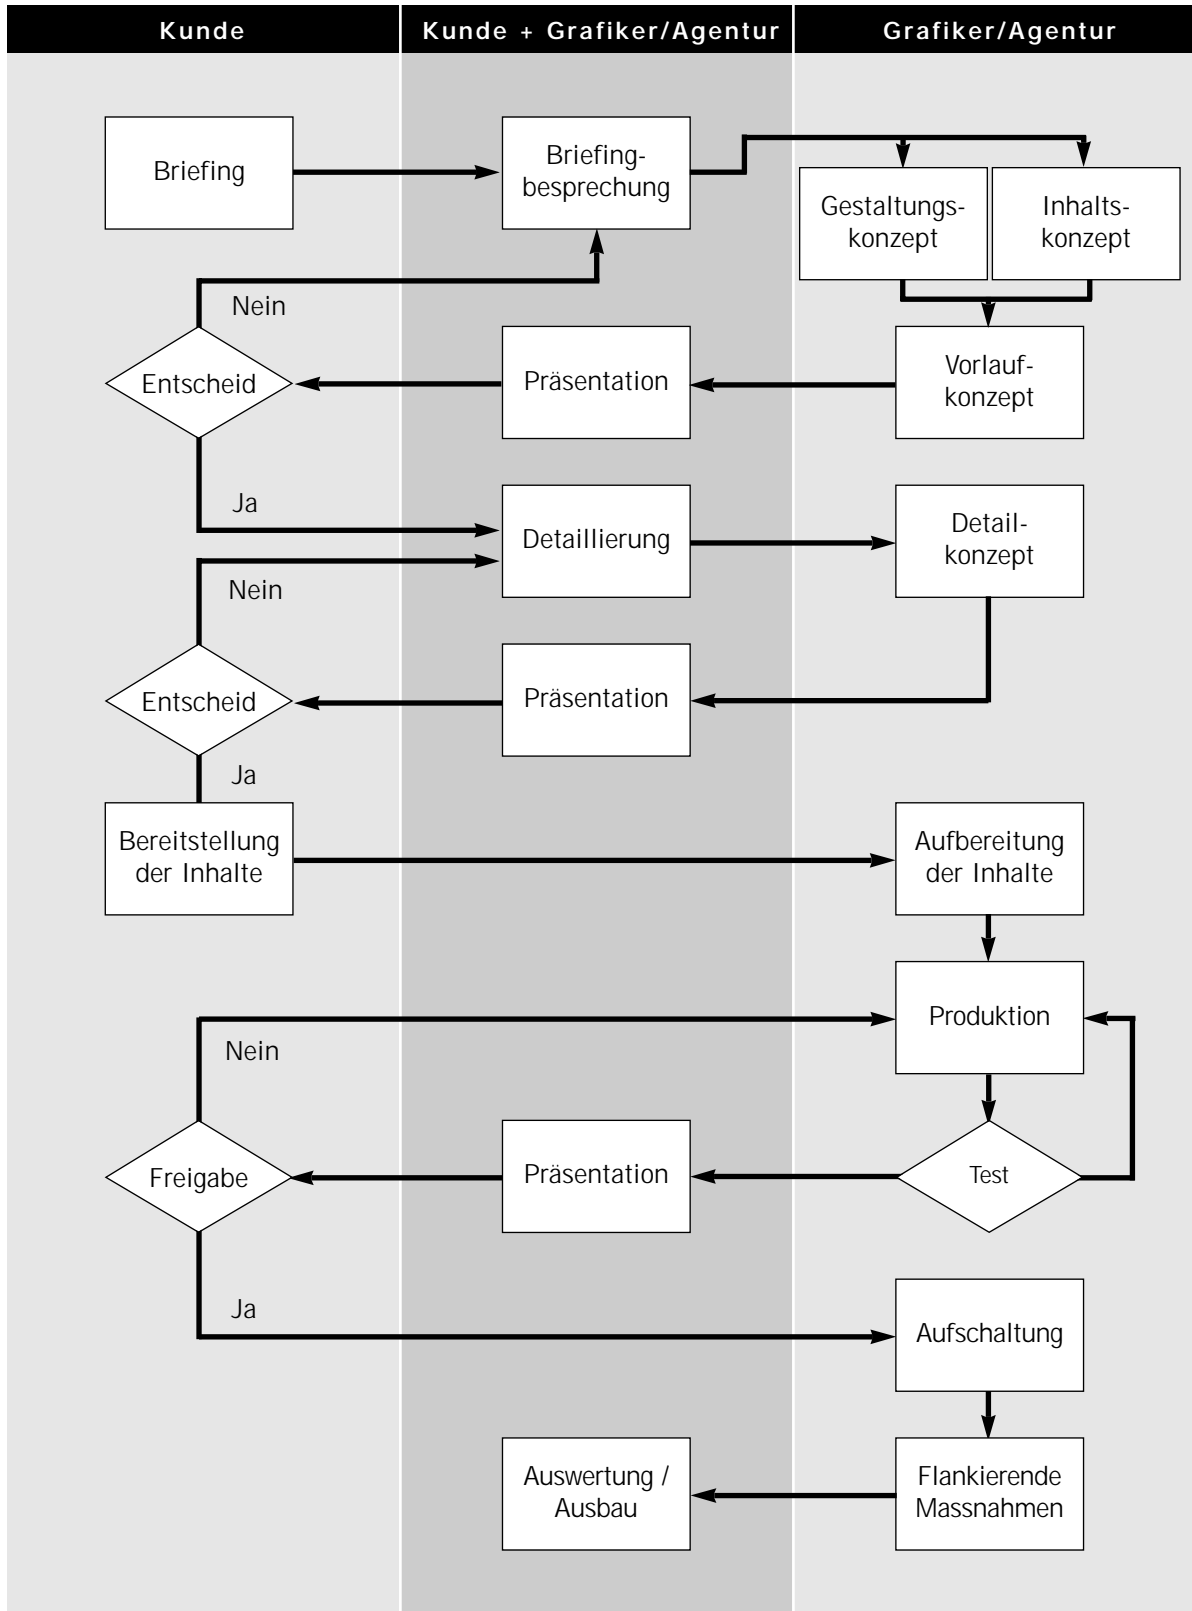 Kunde
Kunde + Grafiker/Agentur
Grafiker/Agentur
Briefing
Briefing-
besprechung
Gestaltungs-
konzept
Inhalts-
konzept
Nein
Entscheid
Präsentation
Vorlauf-
konzept
Ja
Detaillierung
Detail-
konzept
Nein
Entscheid
Präsentation
Ja
Bereitstellung
der Inhalte
Aufbereitung
der Inhalte
Produktion
Nein
Freigabe
Präsentation
Test
Ja
Aufschaltung
Auswertung /
Ausbau
Flankierende
Massnahmen